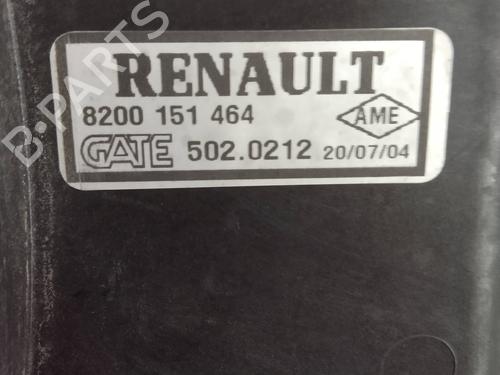 RENAULT
8200 151 464
AME
GATE 502.0212 20/07/04
B-PARTS